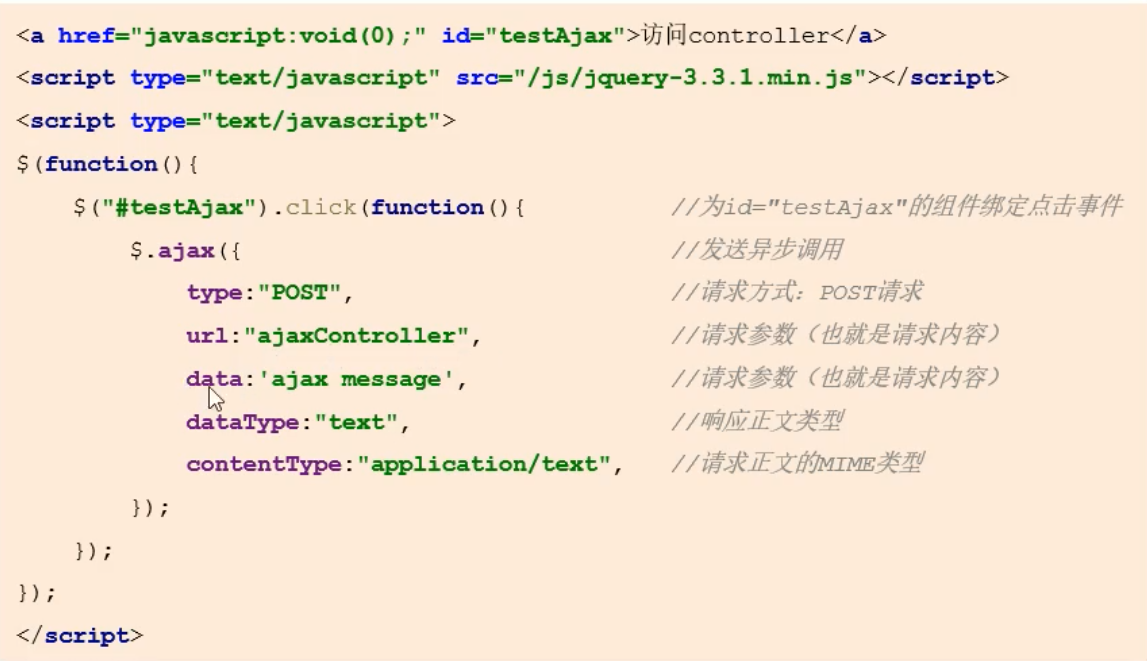 <a href="javascript:void(0);" id="testAjax">访问controller</a>
<script type="text/javascript" src="/js/jquery-3.3.1.min.js"></script>
<script type="text/javascript">
$(function(){
    $("#testAjax").click(function(){ //为id="testAjax"的组件绑定点击事件
        $.ajax({ //发送异步调用
            type:"POST", //请求方式：POST请求
            url:"ajaxController", //请求参数（也就是请求内容）
            data:'ajax message', //请求参数（也就是请求内容）
            dataType:"text", //响应正文类型
            contentType:"application/text", //请求正文的MIME类型
        });
    });
});
</script>